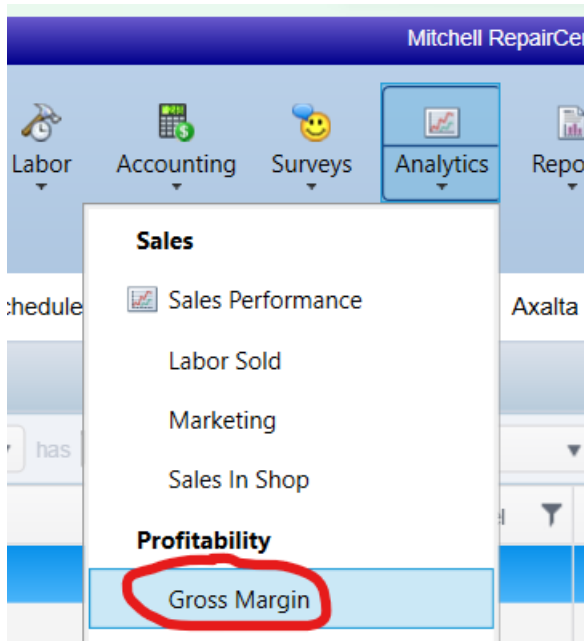 Mitchell RepairCe
Labor Accounting Surveys Analytics Repo
Sales
chedule Sales Performance Axalta
Labor Sold
Marketing
has
Sales In Shop
Profitability
Gross Margin